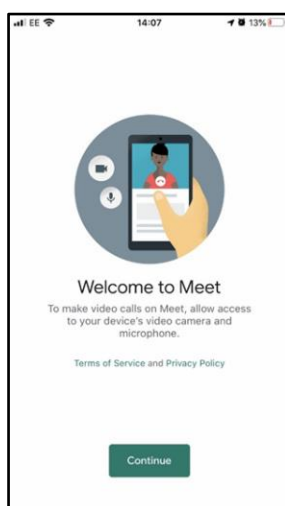 EE 14:07 13%
Welcome to Meet
To make video calls on Meet, allow access
to your device's video camera and
microphone.
Terms of Service and Privacy Policy
Continue